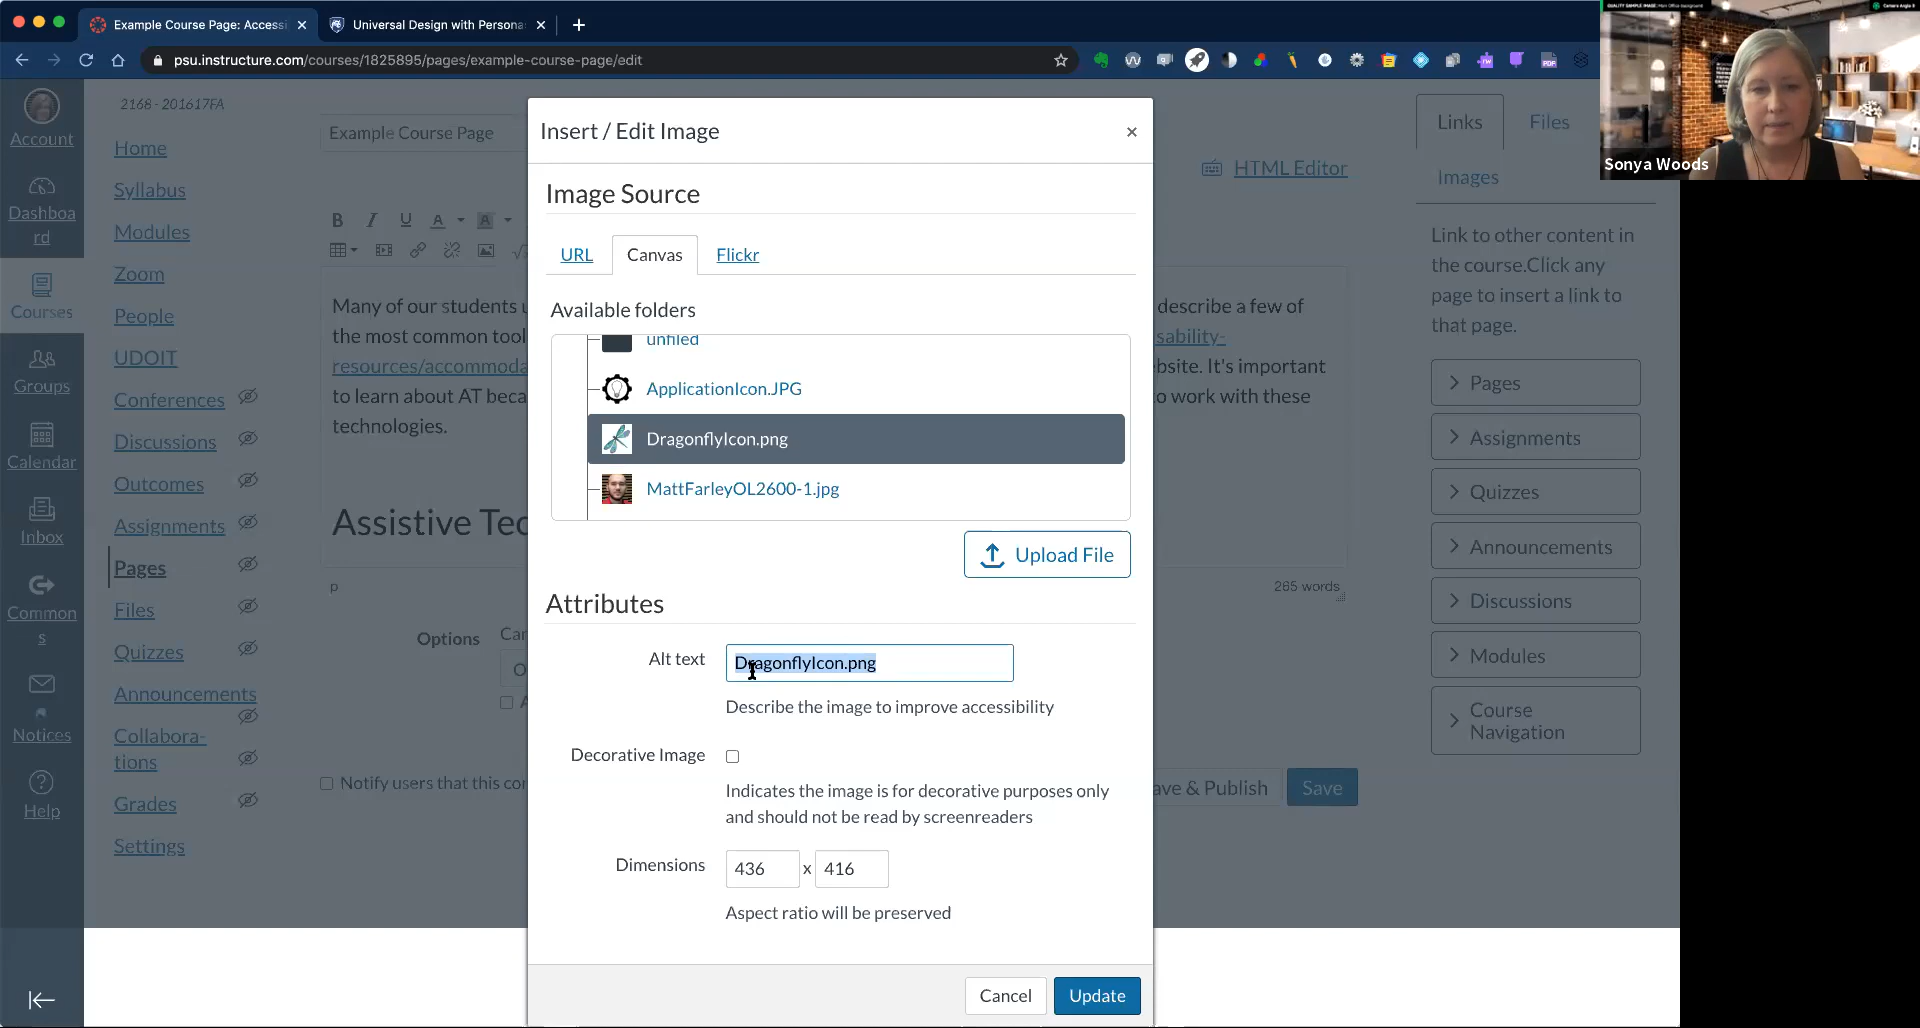 Example Course Page: Accessi
Universal Design with Persona
psu.instructure.com/courses/1825895/pages/example-course-page/edit
Account
Dashboa
rd
Courses
Groups
Calendar
Inbox
Common
s
Notices
Help
2168 - 201617FA
Home
Syllabus
Modules
Zoom
People
UDOIT
Conferences
Discussions
Outcomes
Assignments
Pages
Files
Quizzes
Announcements
Collabora-
tions
Grades
Settings
Example Course Page
HTML Editor
B I U A A
Many of our students u
describe a few of
the most common tool
sability-
resources/accommoda
bsite. It's important
to learn about AT beca
o work with these
technologies.
Assistive Tec
p
265 words
Options
Notify users that this cor
ave & Publish
Save
Insert / Edit Image
×
Image Source
URL
Canvas
Flickr
Available folders
unfiled
ApplicationIcon.JPG
DragonflyIcon.png
MattFarleyOL2600-1.jpg
Upload File
Attributes
Alt text
DragonflyIcon.png
Describe the image to improve accessibility
Decorative Image
Indicates the image is for decorative purposes only
and should not be read by screenreaders
Dimensions
436 x 416
Aspect ratio will be preserved
Cancel
Update
Links
Files
Images
Link to other content in
the course.Click any
page to insert a link to
that page.
Pages
Assignments
Quizzes
Announcements
Discussions
Modules
Course
Navigation
Sonya Woods